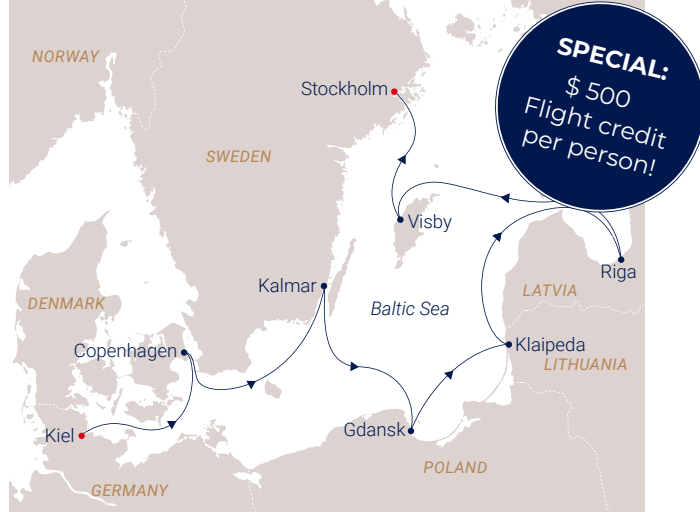 SPECIAL:
$ 500
Flight credit
per person!
NORWAY
Stockholm
SWEDEN
Visby
Riga
Kalmar
LATVIA
DENMARK
Baltic Sea
Copenhagen
Klaipeda
LITHUANIA
Kiel
Gdansk
POLAND
GERMANY